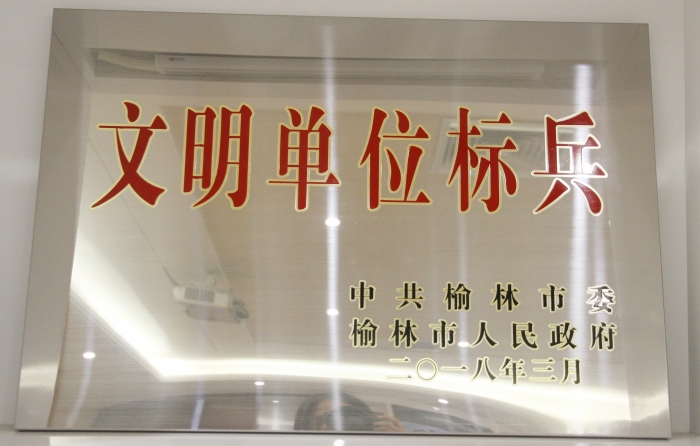 文明单位标兵
中共榆林市委
榆林市人民政府
二〇一八年三月